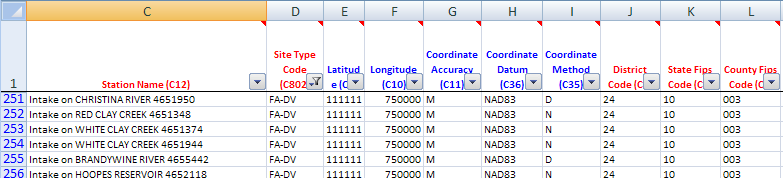 C D E F G H I J K L
Site Type Coordinate Coordinate Coordinate
Code Latitud Longitude Accuracy Datum Method District State Fips County Fips
1 Station Name (C12) (C802 e (C (C10) (C11) (C36) (C35) Code (C Code (C Code (C
251 Intake on CHRISTINA RIVER 4651950 FA-DV 111111 750000 M NAD83 D 24 10 003
252 Intake on RED CLAY CREEK 4651348 FA-DV 111111 750000 M NAD83 N 24 10 003
253 Intake on WHITE CLAY CREEK 4651374 FA-DV 111111 750000 M NAD83 N 24 10 003
254 Intake on WHITE CLAY CREEK 4651944 FA-DV 111111 750000 M NAD83 N 24 10 003
255 Intake on BRANDYWINE RIVER 4655442 FA-DV 111111 750000 M NAD83 D 24 10 003
256 Intake on HOOPES RESERVOIR 4652118 FA-DV 111111 750000 M NAD83 N 24 10 003